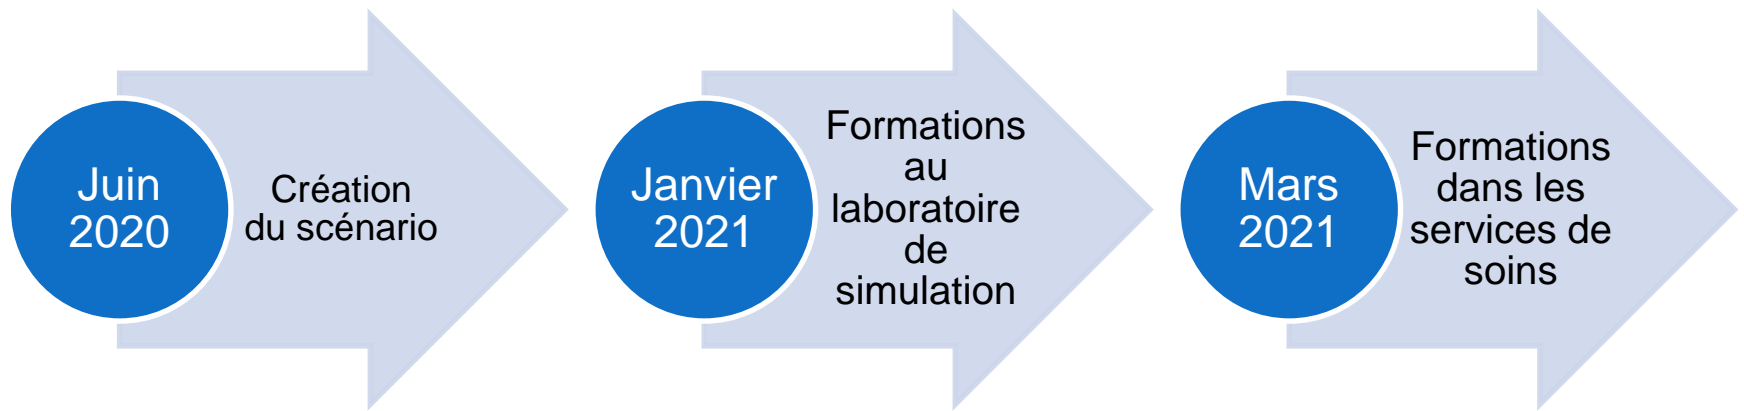 Juin
2020
Création
du scénario
Janvier
2021
Formations
au
laboratoire
de
simulation
Mars
2021
Formations
dans les
services de
soins